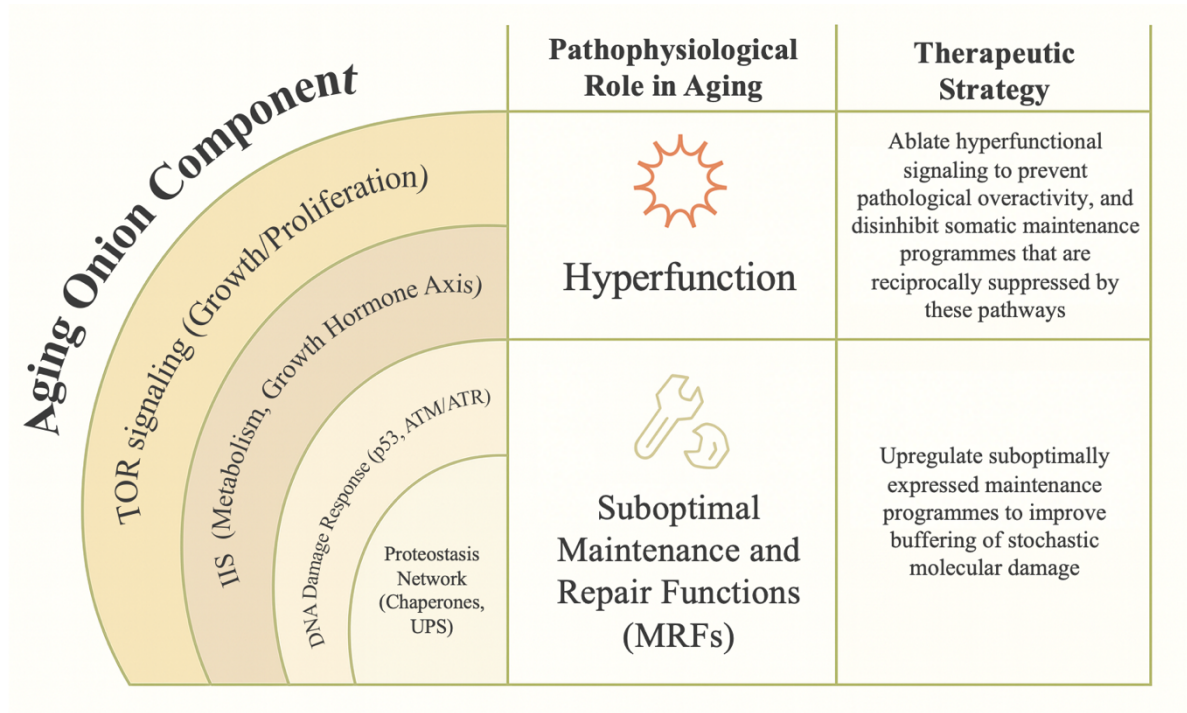 Aging Onion Component
TOR signaling (Growth/Proliferation)
IIS (Metabolism, Growth Hormone Axis)
DNA Damage Response (p53, ATM/ATR)
Proteostasis
Network
(Chaperones,
UPS)
Pathophysiological
Role in Aging
Therapeutic
Strategy
Hyperfunction
Ablate hyperfunctional
signaling to prevent
pathological overactivity, and
disinhibit somatic maintenance
programmes that are
reciprocally suppressed by
these pathways
Suboptimal
Maintenance and
Repair Functions
(MRFs)
Upregulate suboptimally
expressed maintenance
programmes to improve
buffering of stochastic
molecular damage